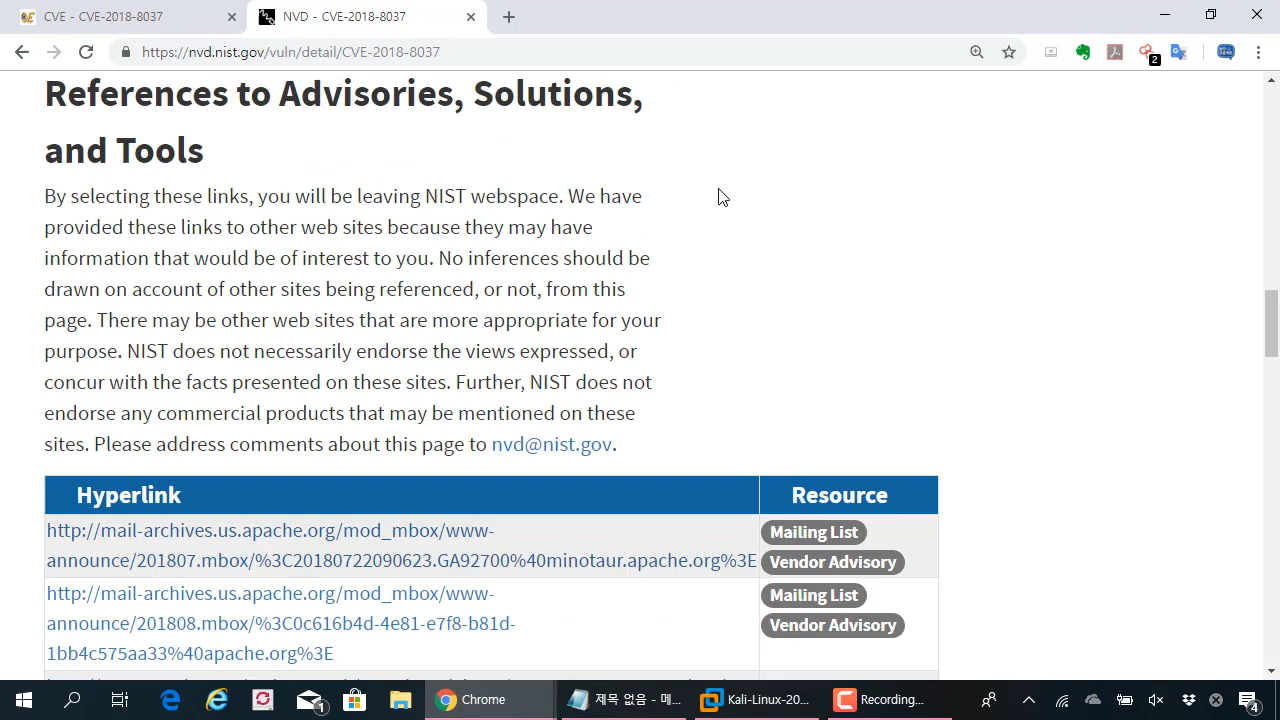 CVE - CVE-2018-8037
NVD - CVE-2018-8037
https://nvd.nist.gov/vuln/detail/CVE-2018-8037
2
References to Advisories, Solutions,
and Tools
By selecting these links, you will be leaving NIST webspace. We have
provided these links to other web sites because they may have
information that would be of interest to you. No inferences should be
drawn on account of other sites being referenced, or not, from this
page. There may be other web sites that are more appropriate for your
purpose. NIST does not necessarily endorse the views expressed, or
concur with the facts presented on these sites. Further, NIST does not
endorse any commercial products that may be mentioned on these
sites. Please address comments about this page to nvd@nist.gov.
Hyperlink Resource
http://mail-archives.us.apache.org/mod_mbox/www- Mailing List
announce/201807.mbox/%3C20180722090623.GA92700%40minotaur.apache.org%3E Vendor Advisory
http://mail-archives.us.apache.org/mod_mbox/www- Mailing List
announce/201808.mbox/%3C0c616b4d-4e81-e7f8-b81d- Vendor Advisory
1bb4c575aa33%40apache.org%3E
1 Chrome 제목 없음 - 메... Kali-Linux-20... Recording... 4